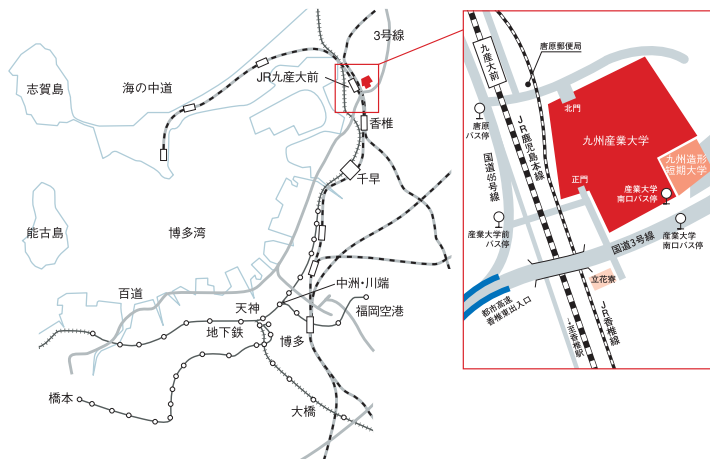 3号線
志賀島
海の中道
JR九産大前
香椎
千早
能古島
博多湾
百道
天神
中洲・川端
地下鉄
福岡空港
博多
橋本
大橋
九産大前
唐原郵便局
北門
唐原
バス停
JR鹿児島本線
九州産業大学
国道495号線
九州造形
短期大学
正門
産業大学
南口バス停
産業大学前
バス停
国道3号線
産業大学
南口バス停
立花寮
都市高速
香椎東出入口
JR香椎線
→至香椎駅